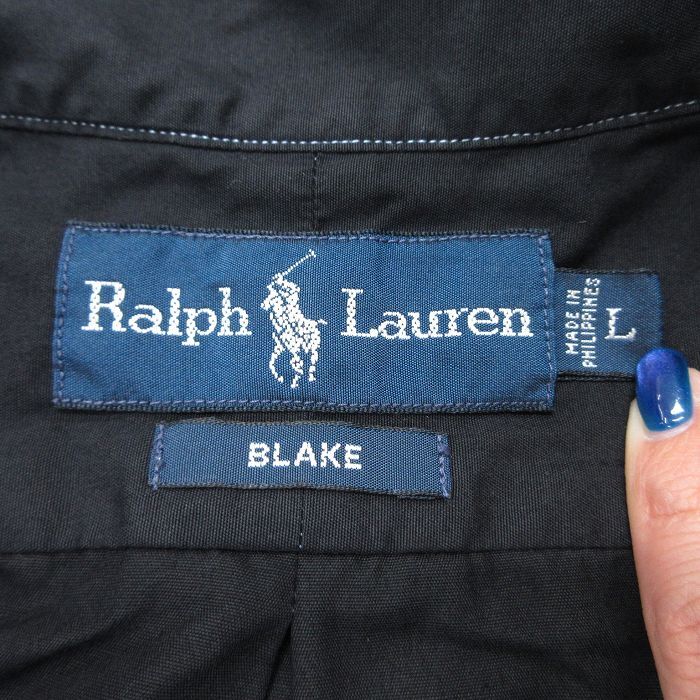 Ralph Lauren
MADE IN
PHILIPPINES
L
BLAKE